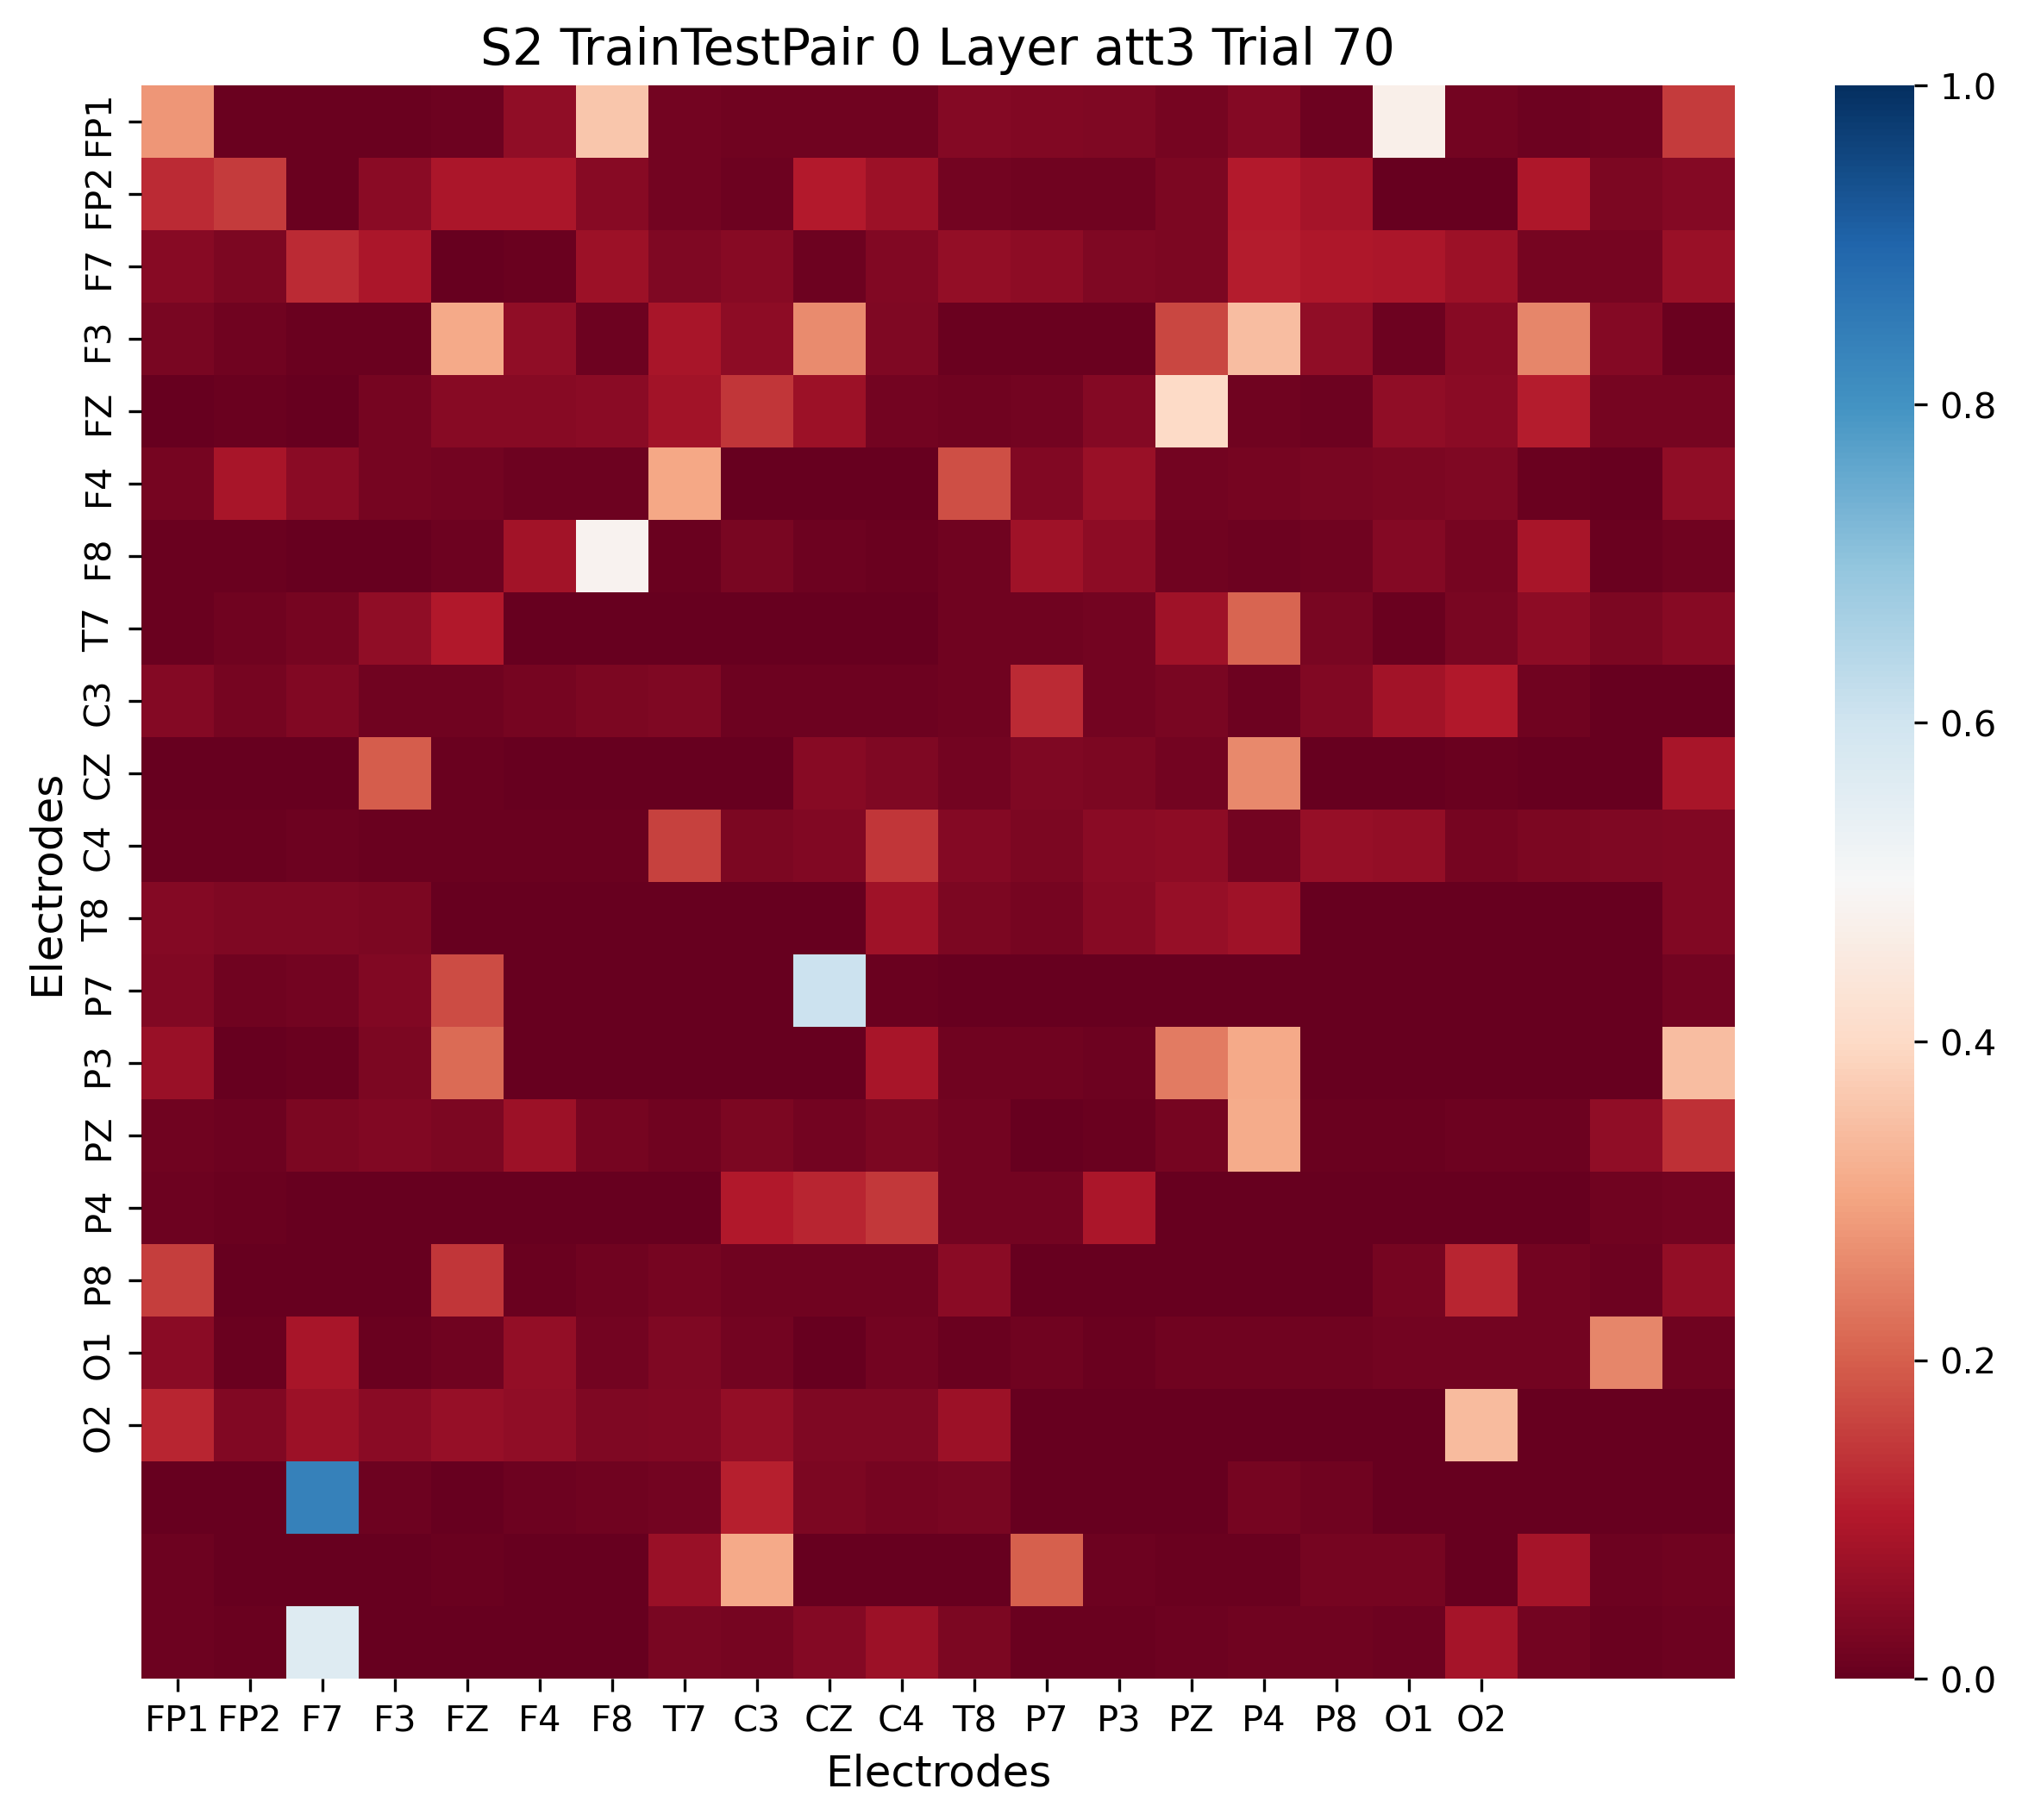 S2 TrainTestPair 0 Layer att3 Trial 70
Electrodes
FP1
FP2
F7
F3
FZ
F4
F8
T7
C3
CZ
C4
T8
P7
P3
PZ
P4
P8
O1
O2
FP1 FP2 F7 F3 FZ F4 F8 T7 C3 CZ C4 T8 P7 P3 PZ P4 P8 O1 O2
Electrodes
1.0
0.8
0.6
0.4
0.2
0.0